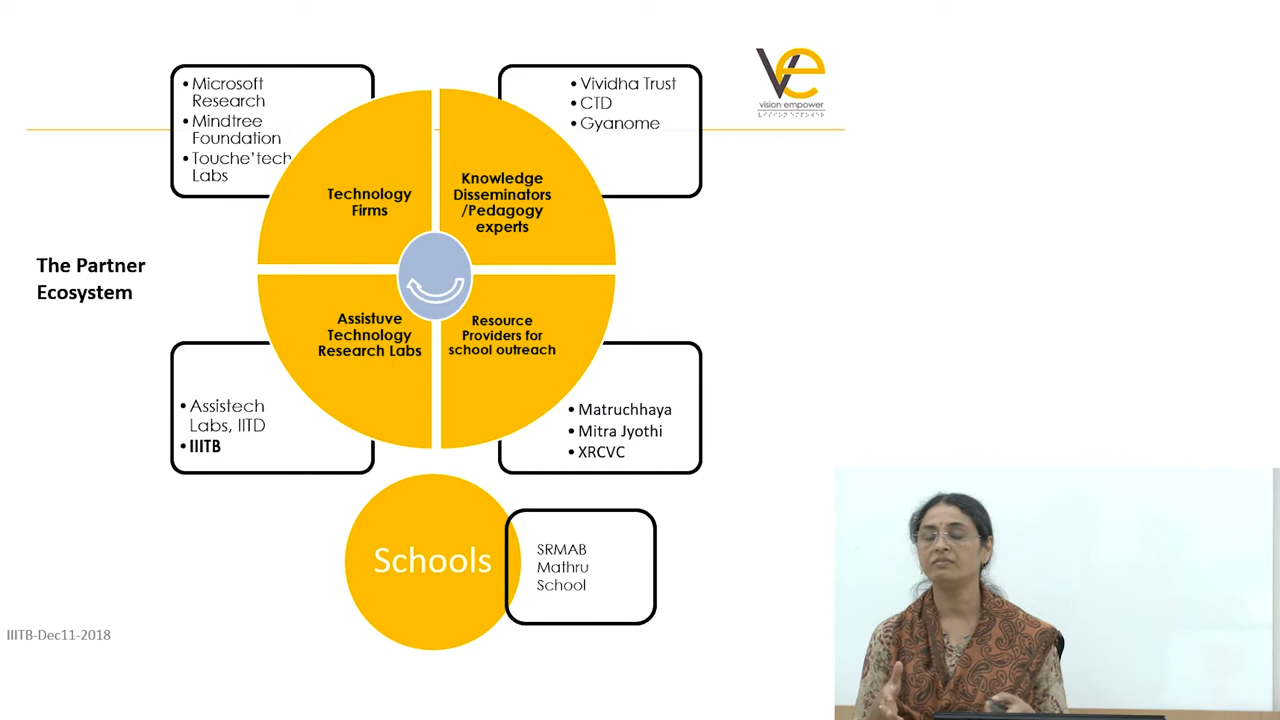 • Microsoft
Research
• Mindtree
Foundation
• Touche'tech
Labs
• Vividha Trust
• CTD
• Gyanome
ve
vision empower
Technology
Firms
Knowledge
Disseminators
/Pedagogy
experts
The Partner
Ecosystem
Assistuve
Technology
Research Labs
Resource
Providers for
school outreach
• Assistech
Labs, IITD
• IIITB
• Matruchhaya
• Mitra Jyothi
• XRCVC
Schools
SRMAB
Mathru
School
IIITB-Dec11-2018